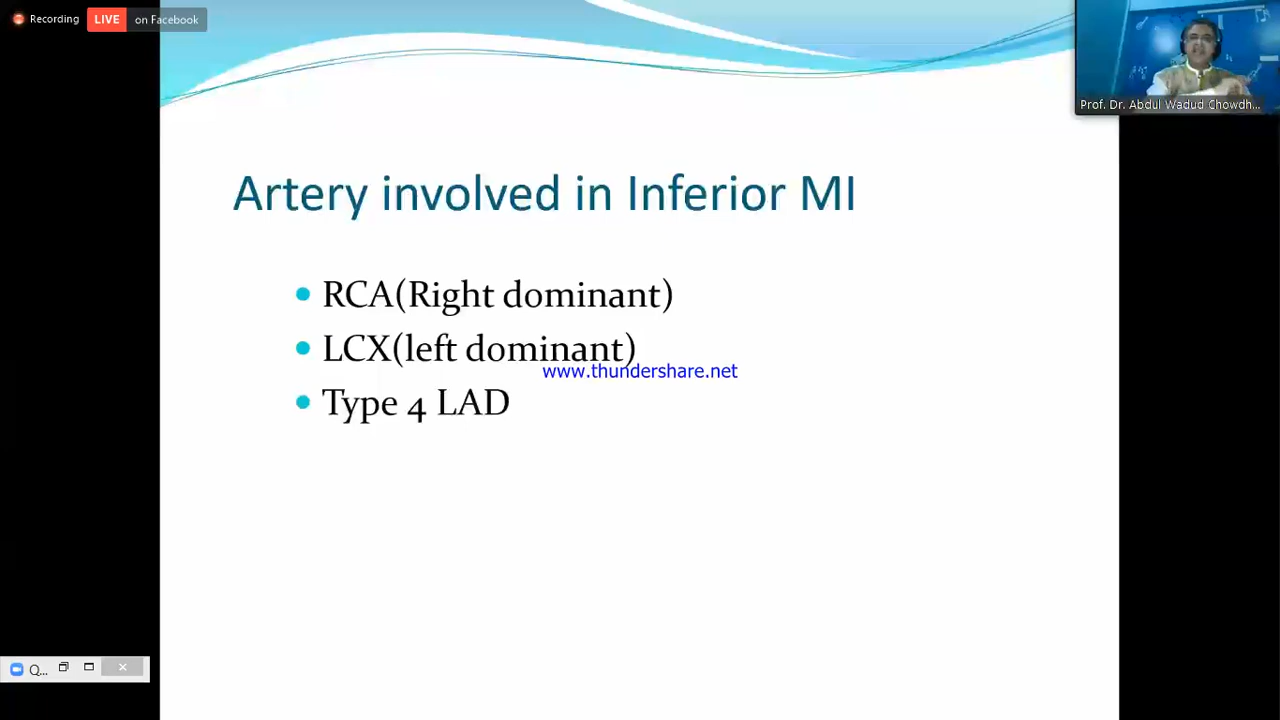 Recording
LIVE on Facebook
Prof. Dr. Abdul Wadud Chowdh...
Artery involved in Inferior MI
RCA(Right dominant)
LCX(left dominant)
www.thundershare.net
Type 4 LAD
Q...